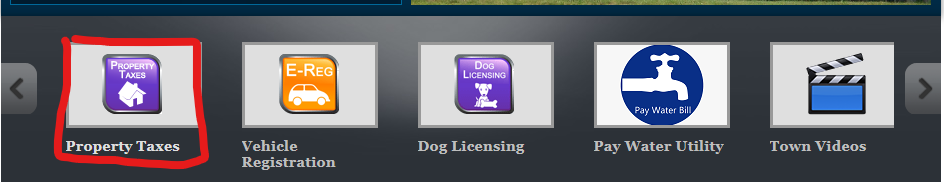 PROPERTY
TAXES
E-REG
DOG
LICENSING
Pay Water Bill
Property Taxes
Vehicle
Registration
Dog Licensing
Pay Water Utility
Town Videos